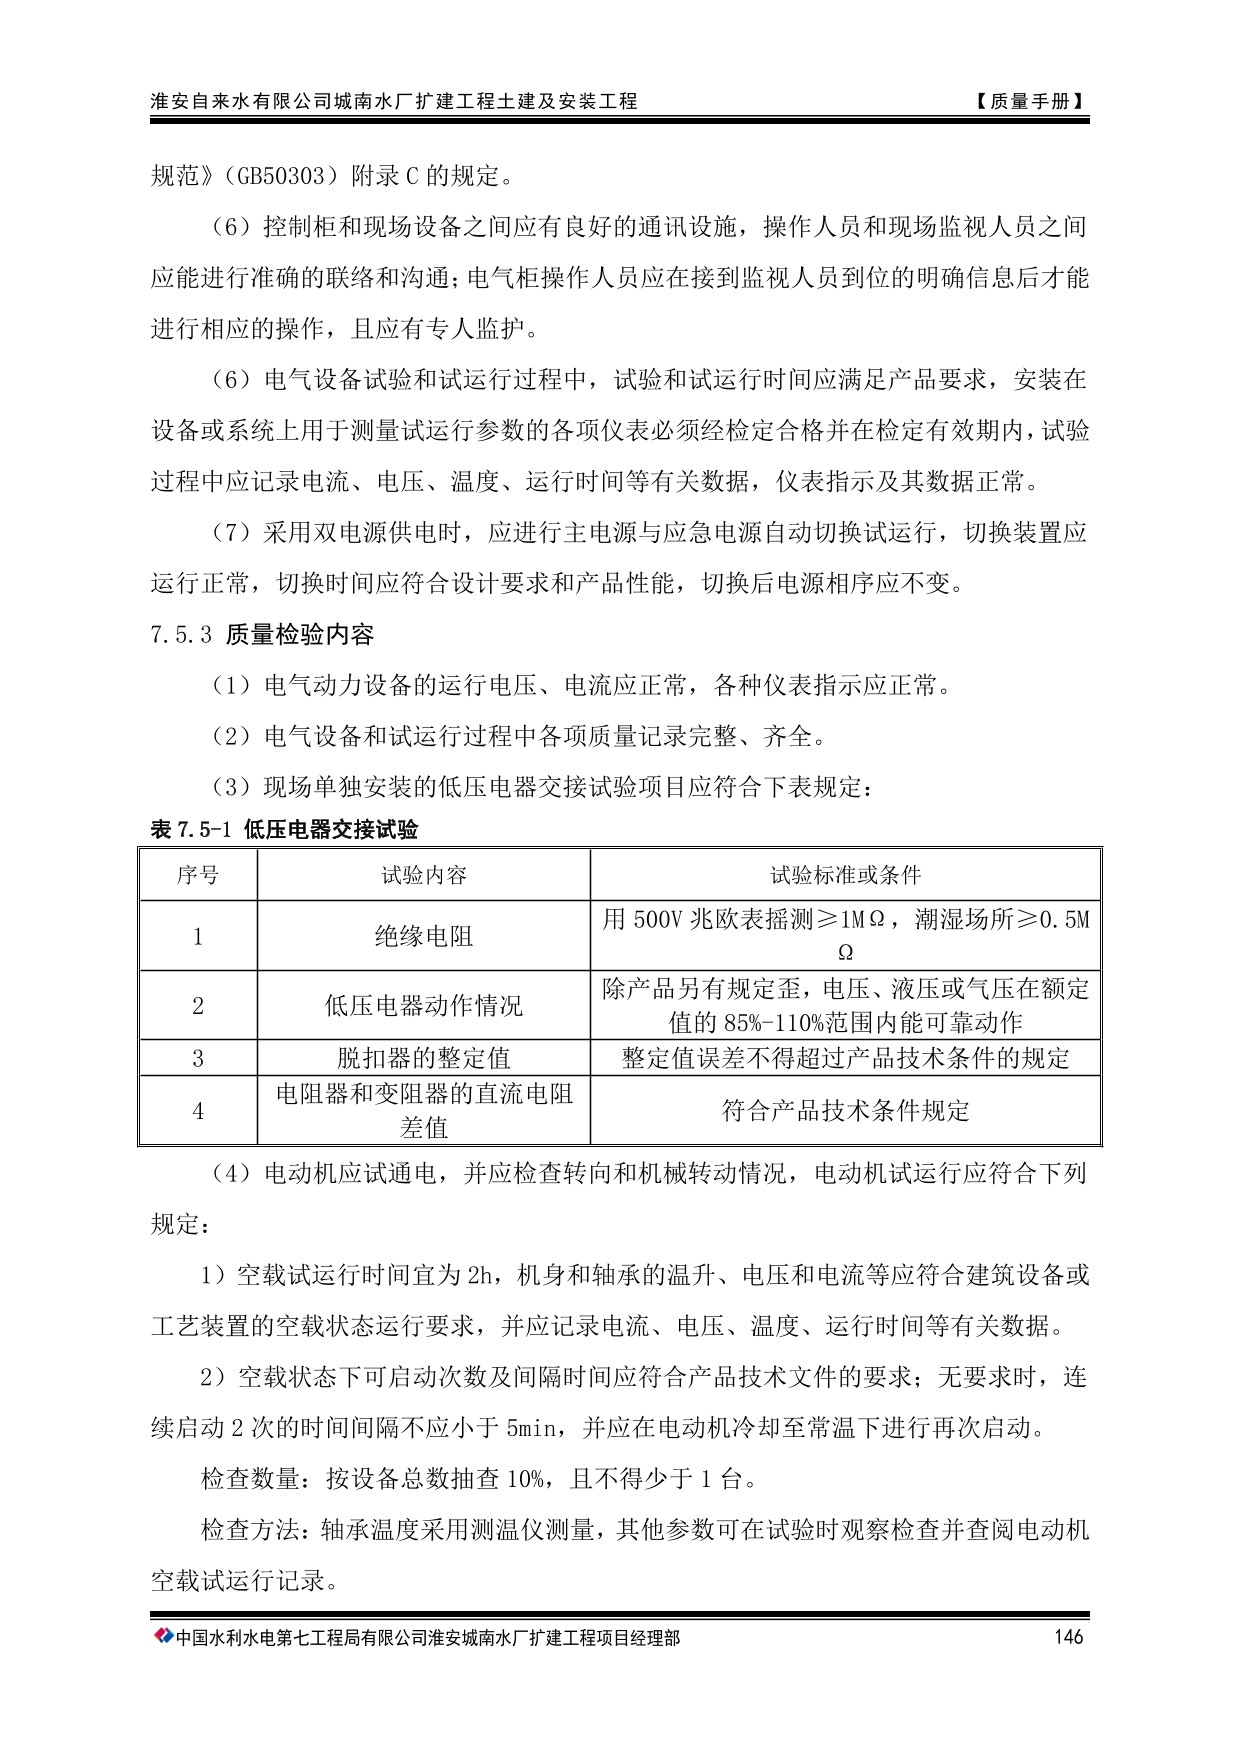 淮安自来水有限公司城南水厂扩建工程土建及安装工程 【质量手册】
规范》（GB50303）附录 C 的规定。
（6）控制柜和现场设备之间应有良好的通讯设施，操作人员和现场监视人员之间
应能进行准确的联络和沟通；电气柜操作人员应在接到监视人员到位的明确信息后才能
进行相应的操作，且应有专人监护。
（6）电气设备试验和试运行过程中，试验和试运行时间应满足产品要求，安装在
设备或系统上用于测量试运行参数的各项仪表必须经检定合格并在检定有效期内，试验
过程中应记录电流、电压、温度、运行时间等有关数据，仪表指示及其数据正常。
（7）采用双电源供电时，应进行主电源与应急电源自动切换试运行，切换装置应
运行正常，切换时间应符合设计要求和产品性能，切换后电源相序应不变。
7.5.3 质量检验内容
（1）电气动力设备的运行电压、电流应正常，各种仪表指示应正常。
（2）电气设备和试运行过程中各项质量记录完整、齐全。
（3）现场单独安装的低压电器交接试验项目应符合下表规定：
表 7.5-1 低压电器交接试验
序号 试验内容 试验标准或条件
1 绝缘电阻 用 500V 兆欧表摇测≥1MΩ，潮湿场所≥0.5M
Ω
2 低压电器动作情况 除产品另有规定歪，电压、液压或气压在额定
值的 85%-110%范围内能可靠动作
3 脱扣器的整定值 整定值误差不得超过产品技术条件的规定
4 电阻器和变阻器的直流电阻
差值 符合产品技术条件规定
（4）电动机应试通电，并应检查转向和机械转动情况，电动机试运行应符合下列
规定：
1）空载试运行时间宜为 2h，机身和轴承的温升、电压和电流等应符合建筑设备或
工艺装置的空载状态运行要求，并应记录电流、电压、温度、运行时间等有关数据。
2）空载状态下可启动次数及间隔时间应符合产品技术文件的要求；无要求时，连
续启动 2 次的时间间隔不应小于 5min，并应在电动机冷却至常温下进行再次启动。
检查数量：按设备总数抽查 10%，且不得少于 1 台。
检查方法：轴承温度采用测温仪测量，其他参数可在试验时观察检查并查阅电动机
空载试运行记录。
中国水利水电第七工程局有限公司淮安城南水厂扩建工程项目经理部 146